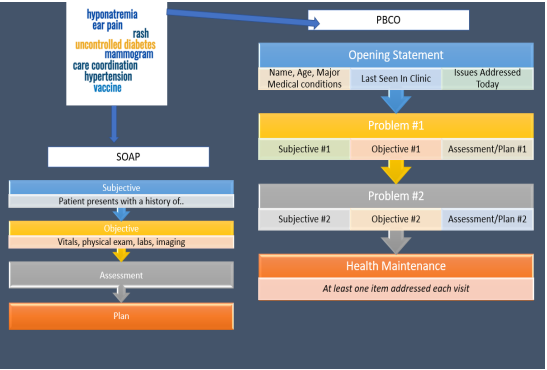 hyponatremia
ear pain
rash
uncontrolled diabetes
mammogram
care coordination
hypertension
vaccine
SOAP
Subjective
Patient presents with a history of..
Objective
Vitals, physical exam, labs, imaging
Assessment
Plan
PBCO
Opening Statement
Name, Age, Major
Medical conditions
Last Seen In Clinic
Issues Addressed
Today
Problem #1
Subjective #1
Objective #1
Assessment/Plan #1
Problem #2
Subjective #2
Objective #2
Assessment/Plan #2
Health Maintenance
At least one item addressed each visit